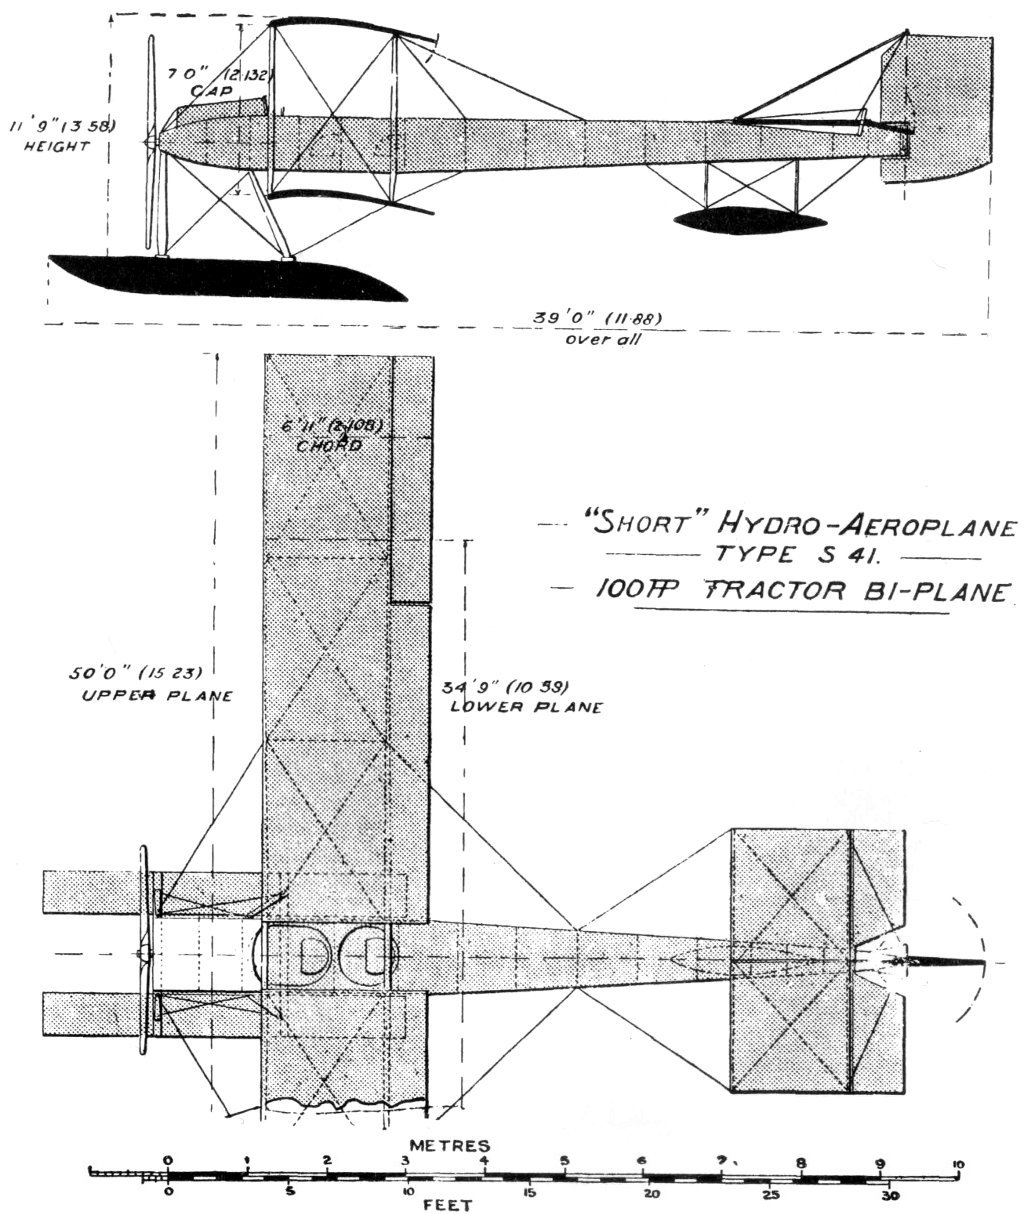 7'0" (2·132)
GAP
11'9" (3·58)
HEIGHT
39'0" (11·88)
over all
6'11" (2·108)
CHORD
"SHORT" HYDRO-AEROPLANE
TYPE S 41.
100 HP TRACTOR BI-PLANE
50'0" (15·23)
UPPER PLANE
34'9" (10·59)
LOWER PLANE
METRES
0 1 2 3 4 5 6 7 8 9 10
0 5 10 15 20 25 30
FEET